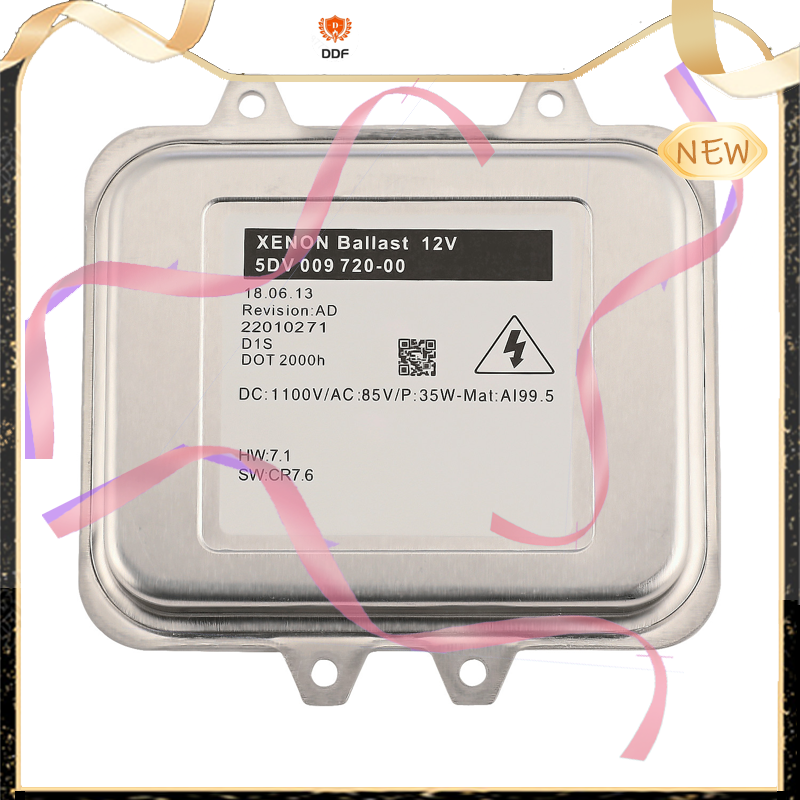 DDF
NEW
XENON Ballast 12V
5DV 009 720-00
18.06.13
Revision:AD
22010271
D1S
DOT 2000h
DC:1100V/AC:85V/P:35W-Mat:Al99.5
HW:7.1
SW:CR7.6